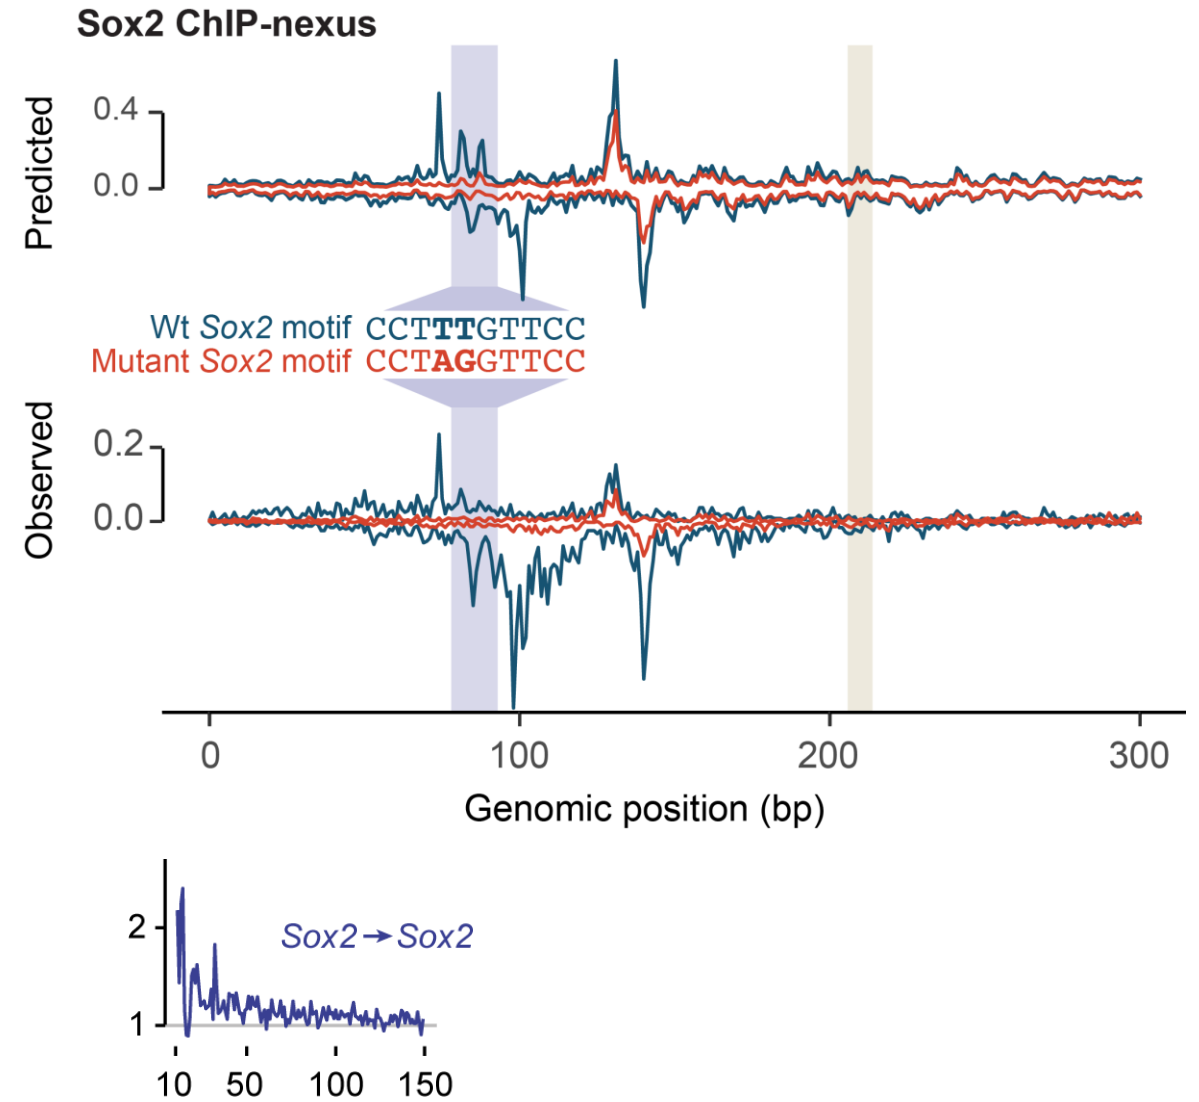 Sox2 ChIP-nexus
Predicted
0.4
0.0
Wt Sox2 motif CCTTTGTTCC
Mutant Sox2 motif CCTAGGTTCC
Observed
0.2
0.0
0 100 200 300
Genomic position (bp)
2
Sox2→Sox2
1
10 50 100 150